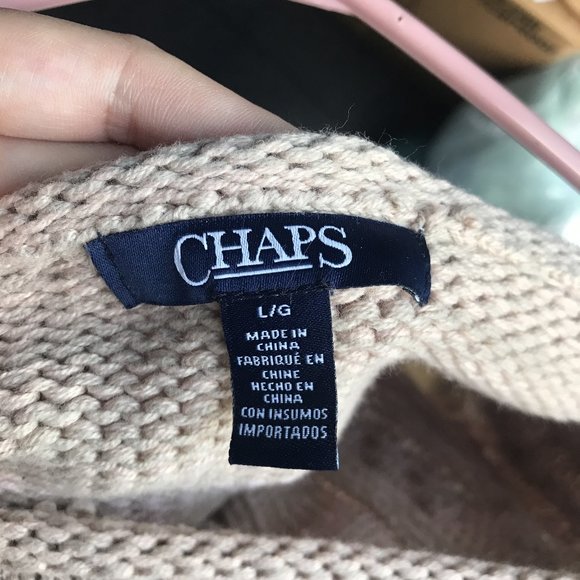 CHAPS
L/G
MADE IN
CHINA
FABRIQUÉ EN
CHINE
HECHO EN
CHINA
CON INSUMOS
IMPORTADOS